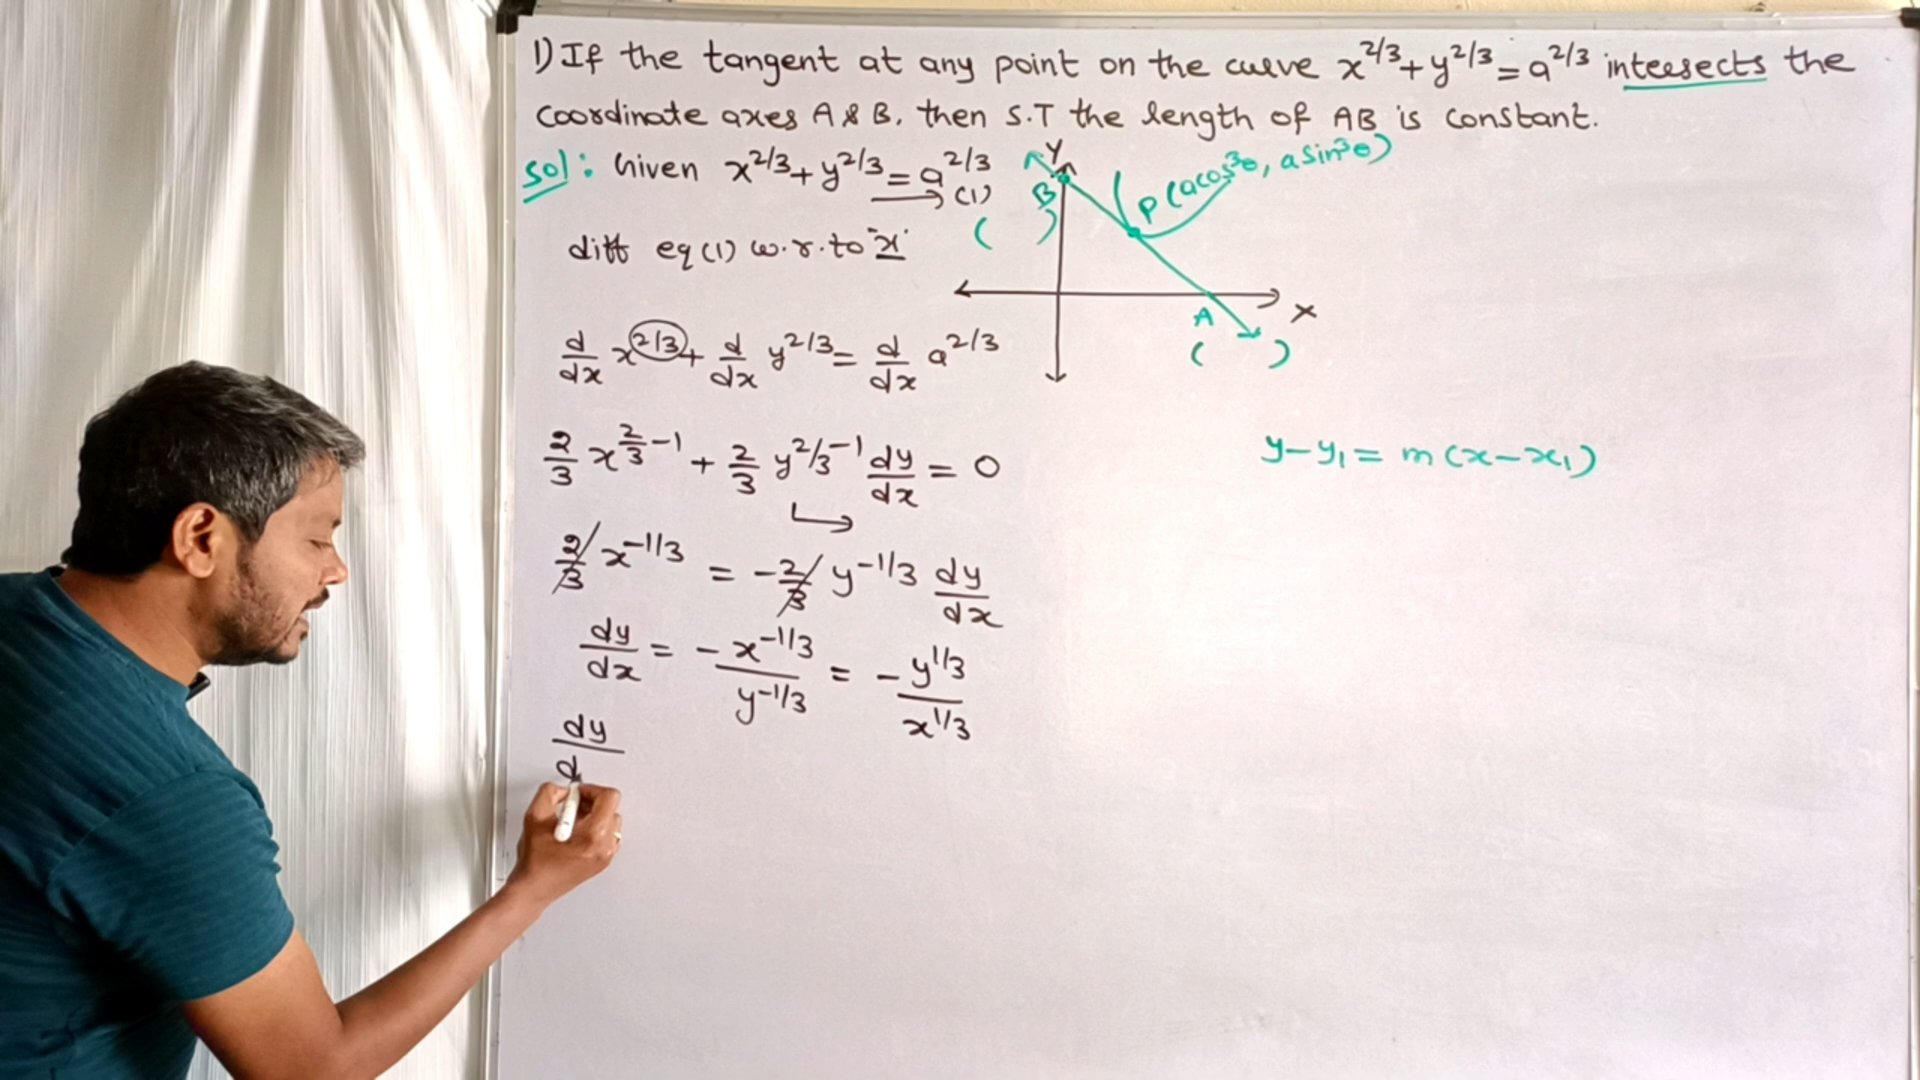 1) If the tangent at any point on the curve x^{2/3} + y^{2/3} = a^{2/3} intersects the
coordinate axes A & B, then S.T the length of AB is constant.
Sol: Given x^{2/3} + y^{2/3} = a^{2/3} → (1)
diff eq (1) w.r.to "x"
d/dx x^{2/3} + d/dx y^{2/3} = d/dx a^{2/3}
2/3 x^{2/3 - 1} + 2/3 y^{2/3 - 1} dy/dx = 0
2/3 x^{-1/3} = -2/3 y^{-1/3} dy/dx
dy/dx = -x^{-1/3} / y^{-1/3} = -y^{1/3} / x^{1/3}
dy/d
Y
B
( )
P (a cos^3 θ, a sin^3 θ)
X
A
( )
y - y₁ = m (x - x₁)